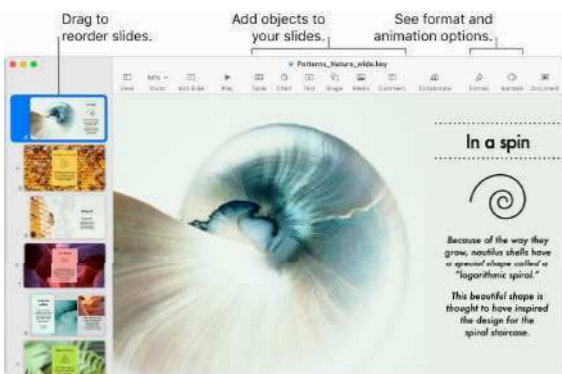 Drag to
reorder slides.
Add objects to
your slides.
See format and
animation options.
Patterns_Nature_wide.key
View Zoom Add Slide Play Table Chart Text Shape Media Comment Collaborate Format Animate Document
In a spin
Because of the way they
grow, nautilus shells have
a special shape called a
"logarithmic spiral."
This beautiful shape is
thought to have inspired
the design for the
spiral staircase.